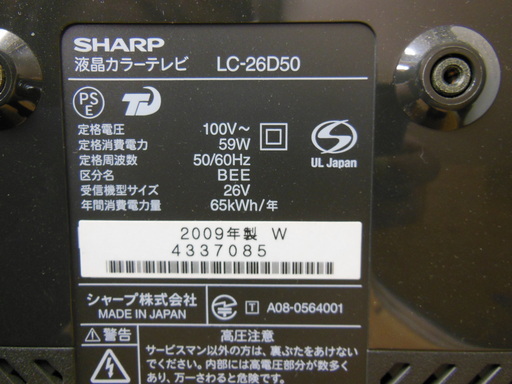 SHARP
液晶カラーテレビ LC-26D50
PS
E
定格電圧 100V～
定格消費電力 59W
定格周波数 50/60Hz
区分名 BEE
受信機型サイズ 26V
年間消費電力量 65kWh/年
UL Japan
2009年製 W
4337085
シャープ株式会社
MADE IN JAPAN
T A08-0564001
⚠警告 高圧注意
サービスマン以外の方は、裏ぶたをあけない
でください。内部には高電圧部分が数多く
あり、万一さわると危険です。